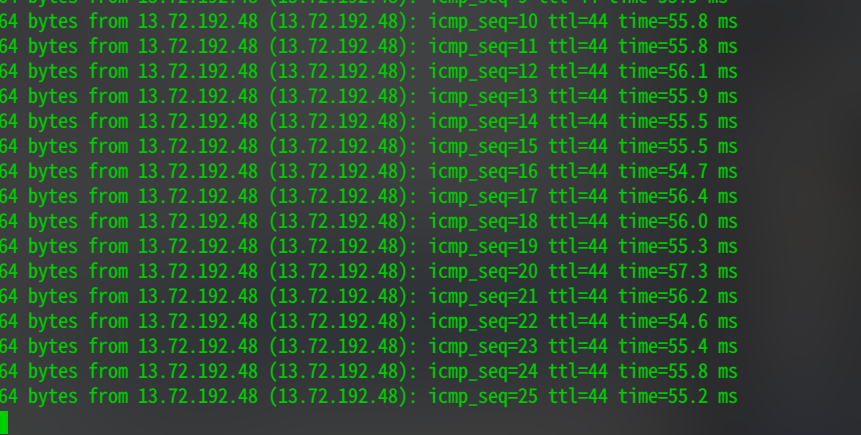 64 bytes from 13.72.192.48 (13.72.192.48): icmp_seq=10 ttl=44 time=55.8 ms
64 bytes from 13.72.192.48 (13.72.192.48): icmp_seq=11 ttl=44 time=55.8 ms
64 bytes from 13.72.192.48 (13.72.192.48): icmp_seq=12 ttl=44 time=56.1 ms
64 bytes from 13.72.192.48 (13.72.192.48): icmp_seq=13 ttl=44 time=55.9 ms
64 bytes from 13.72.192.48 (13.72.192.48): icmp_seq=14 ttl=44 time=55.5 ms
64 bytes from 13.72.192.48 (13.72.192.48): icmp_seq=15 ttl=44 time=55.5 ms
64 bytes from 13.72.192.48 (13.72.192.48): icmp_seq=16 ttl=44 time=54.7 ms
64 bytes from 13.72.192.48 (13.72.192.48): icmp_seq=17 ttl=44 time=56.4 ms
64 bytes from 13.72.192.48 (13.72.192.48): icmp_seq=18 ttl=44 time=56.0 ms
64 bytes from 13.72.192.48 (13.72.192.48): icmp_seq=19 ttl=44 time=55.3 ms
64 bytes from 13.72.192.48 (13.72.192.48): icmp_seq=20 ttl=44 time=57.3 ms
64 bytes from 13.72.192.48 (13.72.192.48): icmp_seq=21 ttl=44 time=56.2 ms
64 bytes from 13.72.192.48 (13.72.192.48): icmp_seq=22 ttl=44 time=54.6 ms
64 bytes from 13.72.192.48 (13.72.192.48): icmp_seq=23 ttl=44 time=55.4 ms
64 bytes from 13.72.192.48 (13.72.192.48): icmp_seq=24 ttl=44 time=55.8 ms
64 bytes from 13.72.192.48 (13.72.192.48): icmp_seq=25 ttl=44 time=55.2 ms